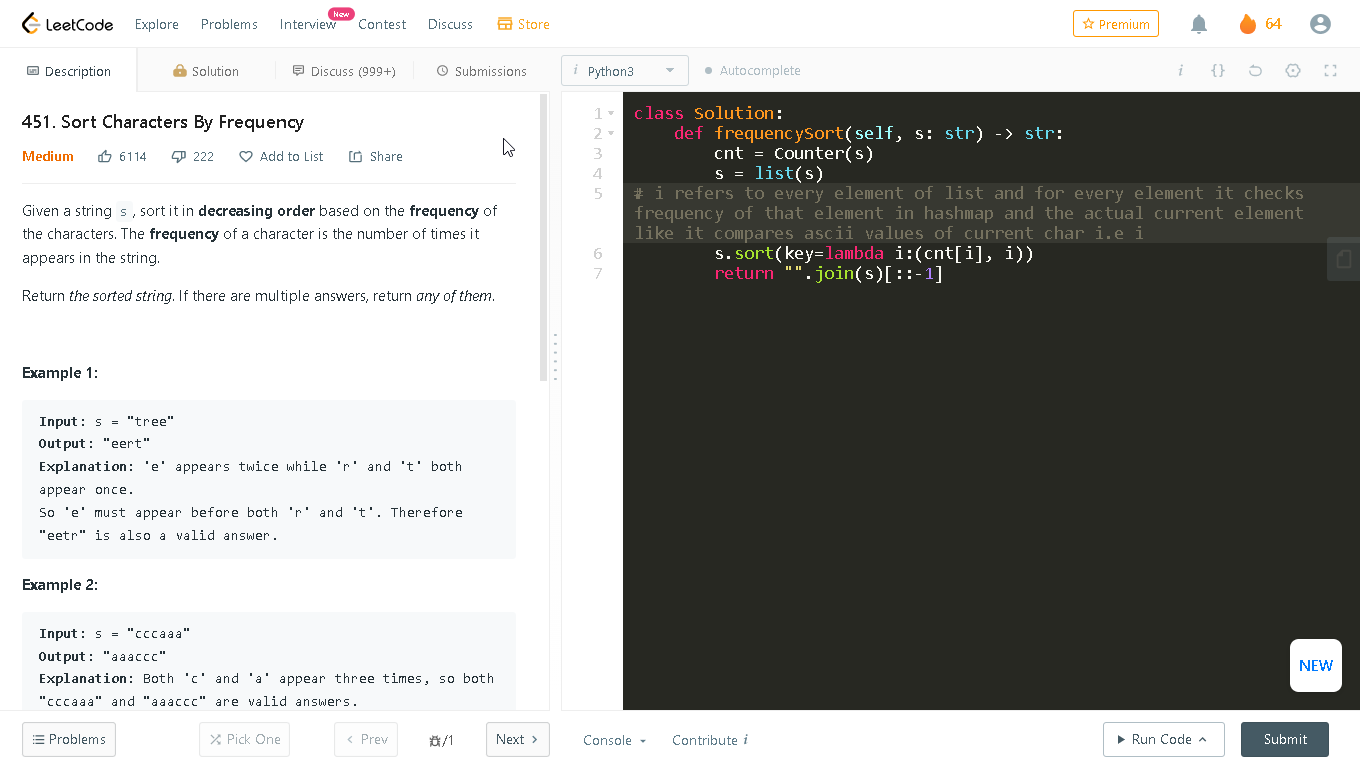 LeetCode Explore Problems Interview New Contest Discuss Store Premium 64
Description Solution Discuss (999+) Submissions i Python3 Autocomplete i {}
451. Sort Characters By Frequency
Medium 6114 222 Add to List Share
Given a string s , sort it in decreasing order based on the frequency of
the characters. The frequency of a character is the number of times it
appears in the string.
Return the sorted string. If there are multiple answers, return any of them.
Example 1:
Input: s = "tree"
Output: "eert"
Explanation: 'e' appears twice while 'r' and 't' both
appear once.
So 'e' must appear before both 'r' and 't'. Therefore
"eetr" is also a valid answer.
Example 2:
Input: s = "cccaaa"
Output: "aaaccc"
Explanation: Both 'c' and 'a' appear three times, so both
"cccaaa" and "aaaccc" are valid answers.
1 class Solution:
2 def frequencySort(self, s: str) -> str:
3 cnt = Counter(s)
4 s = list(s)
5 # i refers to every element of list and for every element it checks
frequency of that element in hashmap and the actual current element
like it compares ascii values of current char i.e i
6 s.sort(key=lambda i:(cnt[i], i))
7 return "".join(s)[::-1]
NEW
Problems Pick One < Prev /1 Next > Console Contribute i Run Code Submit